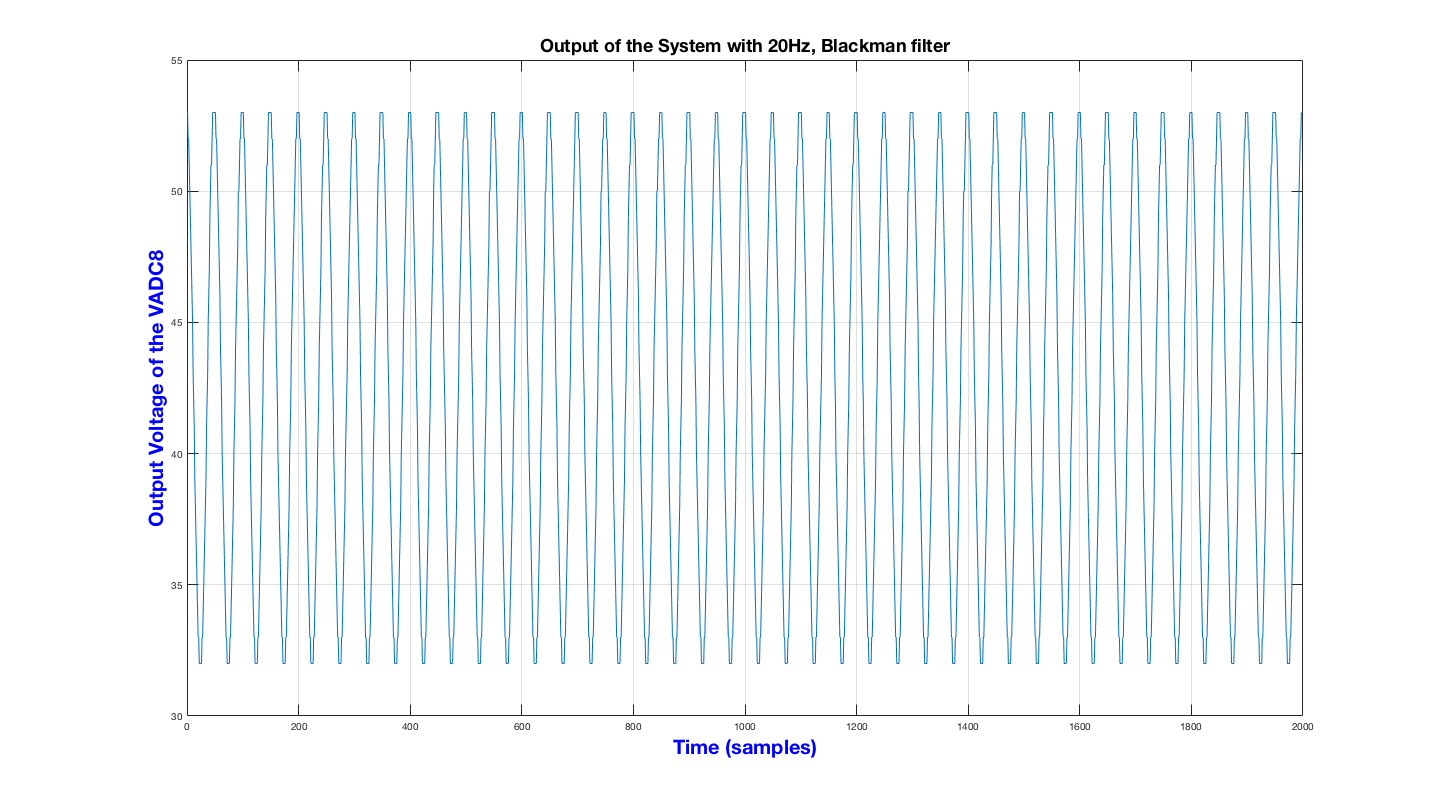 Output of the System with 20Hz, Blackman filter
55
50
45
40
35
30
Output Voltage of the VADC8
0 200 400 600 800 1000 1200 1400 1600 1800 2000
Time (samples)